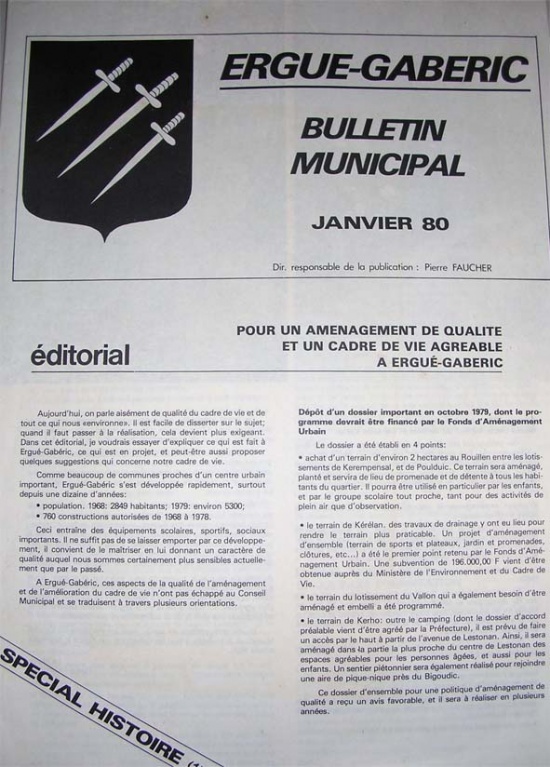 ERGUE-GABERIC
BULLETIN
MUNICIPAL
JANVIER 80
Dir. responsable de la publication : Pierre FAUCHER
éditorial
POUR UN AMENAGEMENT DE QUALITE
ET UN CADRE DE VIE AGREABLE
A ERGUÉ-GABERIC
Aujourd'hui, on parle aisément de qualité du cadre de vie et de
tout ce qui nous «environne». Il est facile de disserter sur le sujet;
quand il faut passer à la réalisation, cela devient plus exigeant.
Dans cet éditorial, je voudrais essayer d'expliquer ce qui est fait à
Ergué-Gabéric, ce qui est en projet, et peut-être aussi proposer
quelques suggestions qui concerne notre cadre de vie.
Comme beaucoup de communes proches d'un centre urbain
important, Ergué-Gabéric s'est développée rapidement, surtout
depuis une dizaine d'années:
• population. 1968: 2849 habitants; 1979: environ 5300;
• 760 constructions autorisées de 1968 à 1978.
Ceci entraîne des équipements scolaires, sportifs, sociaux
importants. Il ne suffit pas de se laisser emporter par ce développe-
ment, il convient de le maîtriser en lui donnant un caractère de
qualité auquel nous sommes certainement plus sensibles actuelle-
ment que par le passé.
A Ergué-Gabéric, ces aspects de la qualité de l'aménagement
et de l'amélioration du cadre de vie n'ont pas échappé au Conseil
Municipal et se traduisent à travers plusieurs orientations.
Dépôt d'un dossier important en octobre 1979, dont le pro-
gramme devrait être financé par le Fonds d'Aménagement
Urbain
Le dossier a été établi en 4 points:
• achat d'un terrain d'environ 2 hectares au Rouillen entre les lotis-
sements de Kerempensal, et de Poulduic. Ce terrain sera aménagé,
planté et servira de lieu de promenade et de détente à tous les habi-
tants du quartier. Il pourra être utilisé en particulier par les enfants,
et par le groupe scolaire tout proche, tant pour des activités de
plein air que d'observation.
• le terrain de Kérélan. des travaux de drainage y ont eu lieu pour
rendre le terrain plus praticable. Un projet d'aménagement
d'ensemble (terrain de sports et plateaux, jardin et promenades,
clôtures, etc...) a été le premier point retenu par le Fonds d'Amé-
nagement Urbain. Une subvention de 196.000,00 F vient d'être
obtenue auprès du Ministère de l'Environnement et du Cadre de
Vie.
• le terrain du lotissement du Vallon qui a également besoin d'être
aménagé et embelli a été programmé.
• le terrain de Kerho: outre le camping (dont le dossier d'accord
préalable vient d'être agréé par la Préfecture), il est prévu de faire
un accès par le haut à partir de l'avenue de Lestonan. Ainsi, il sera
aménagé dans la partie la plus proche du centre de Lestonan des
espaces agréables pour les personnes âgées, et aussi pour les
enfants. Un sentier piétonnier sera également réalisé pour rejoindre
une aire de pique-nique près du Bigoudic.
Ce dossier d'ensemble pour une politique d'aménagement de
qualité a reçu un avis favorable, et il sera à réaliser en plusieurs
années.
SPECIAL HISTOIRE